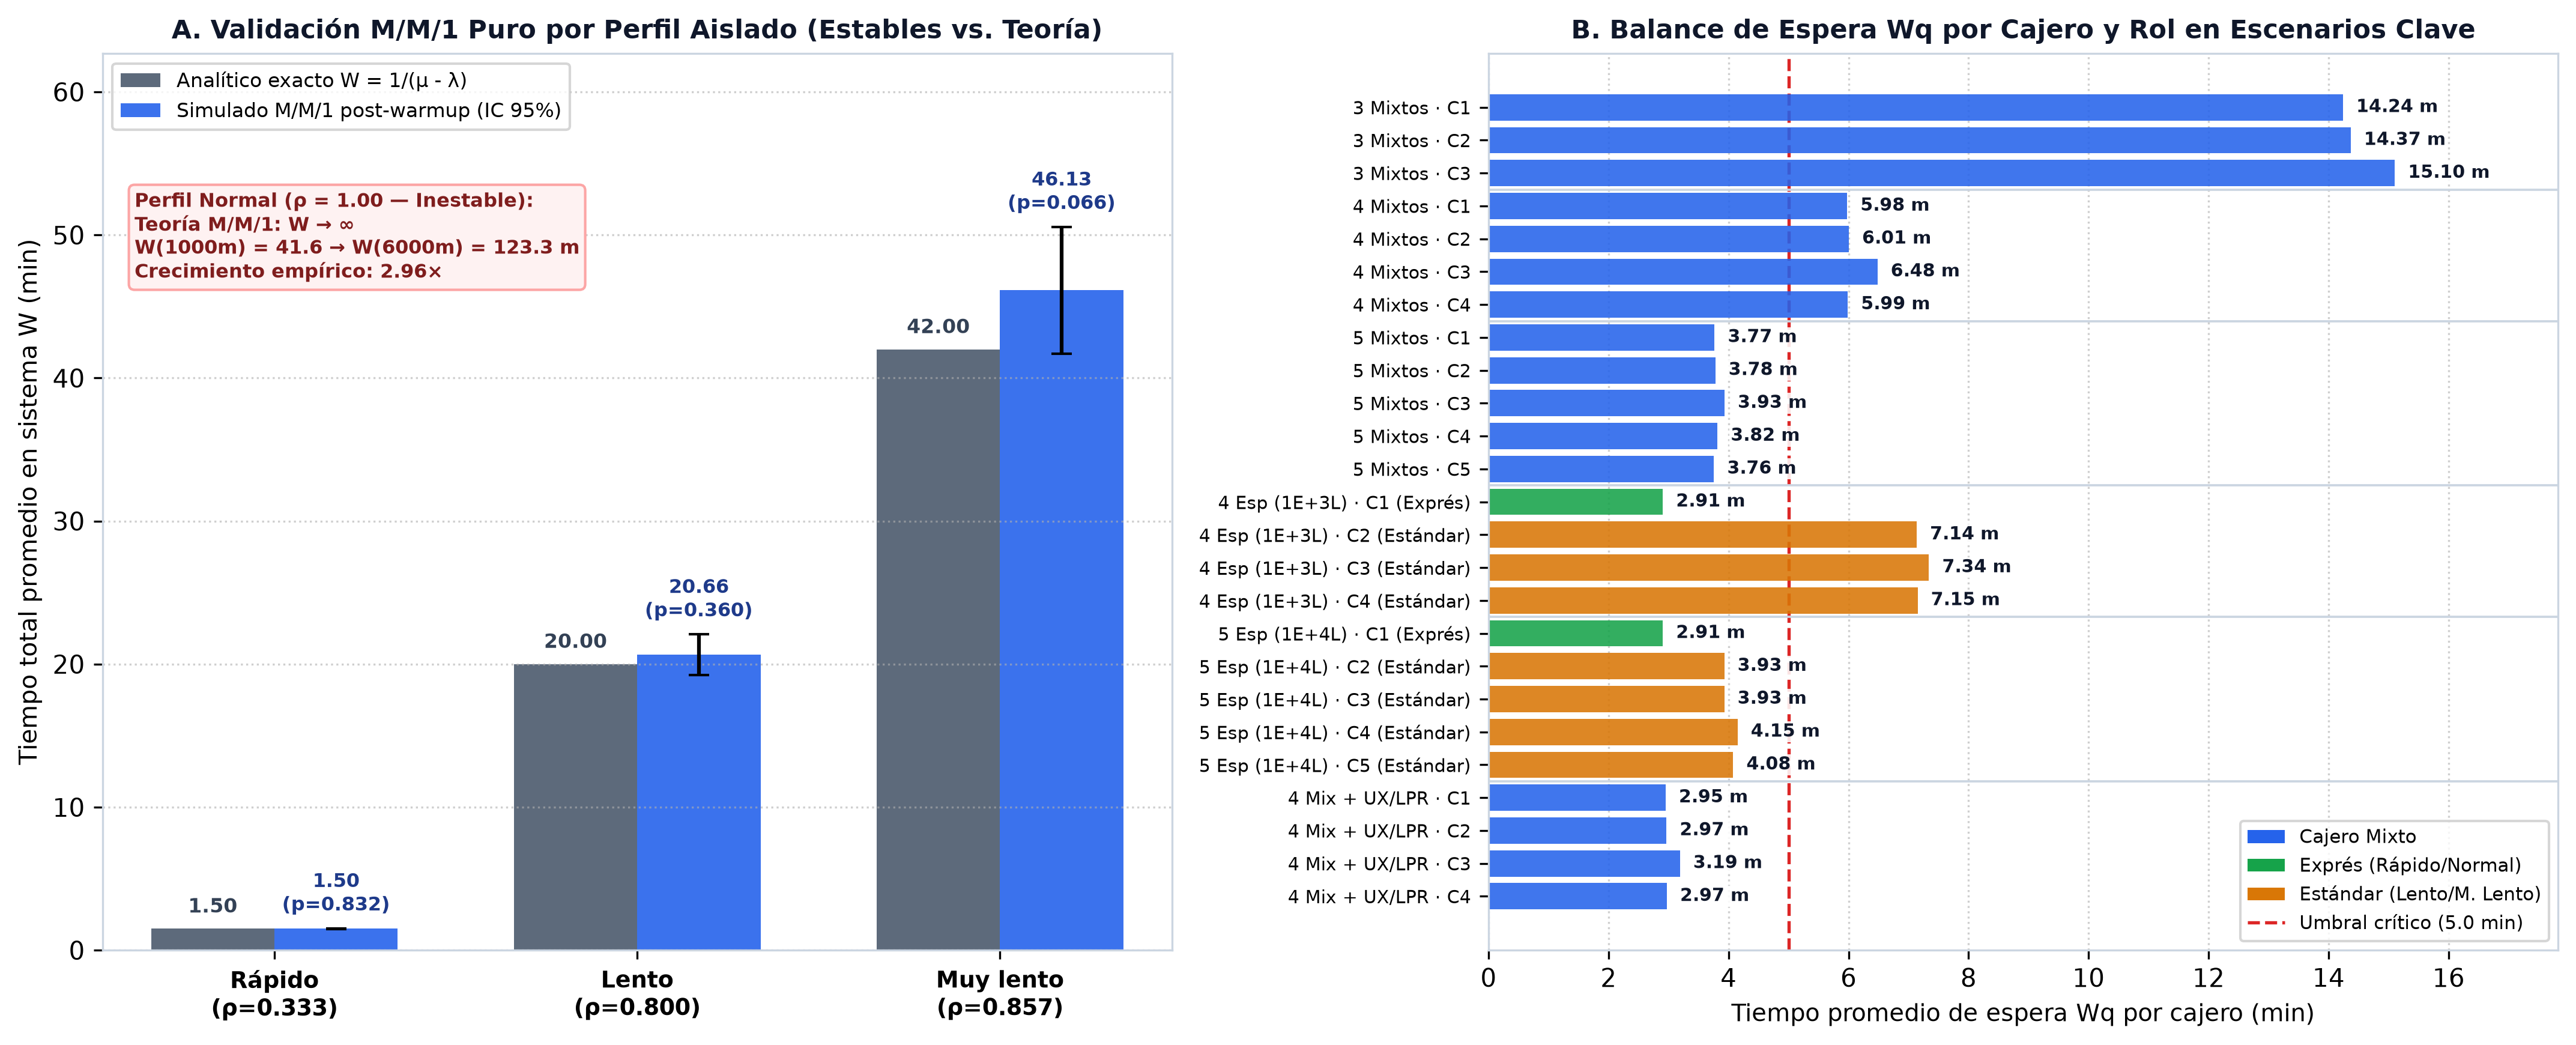 A. Validación M/M/1 Puro por Perfil Aislado (Estables vs. Teoría)
Analítico exacto W = 1/(μ - λ)
Simulado M/M/1 post-warmup (IC 95%)
Perfil Normal (ρ = 1.00 — Inestable):
Teoría M/M/1: W → ∞
W(1000m) = 41.6 → W(6000m) = 123.3 m
Crecimiento empírico: 2.96×
Tiempo total promedio en sistema W (min)
60
50
40
30
20
10
0
1.50
1.50
(p=0.832)
20.00
20.66
(p=0.360)
42.00
46.13
(p=0.066)
Rápido
(ρ=0.333)
Lento
(ρ=0.800)
Muy lento
(ρ=0.857)
B. Balance de Espera Wq por Cajero y Rol en Escenarios Clave
3 Mixtos · C1 14.24 m
3 Mixtos · C2 14.37 m
3 Mixtos · C3 15.10 m
4 Mixtos · C1 5.98 m
4 Mixtos · C2 6.01 m
4 Mixtos · C3 6.48 m
4 Mixtos · C4 5.99 m
5 Mixtos · C1 3.77 m
5 Mixtos · C2 3.78 m
5 Mixtos · C3 3.93 m
5 Mixtos · C4 3.82 m
5 Mixtos · C5 3.76 m
4 Esp (1E+3L) · C1 (Exprés) 2.91 m
4 Esp (1E+3L) · C2 (Estándar) 7.14 m
4 Esp (1E+3L) · C3 (Estándar) 7.34 m
4 Esp (1E+3L) · C4 (Estándar) 7.15 m
5 Esp (1E+4L) · C1 (Exprés) 2.91 m
5 Esp (1E+4L) · C2 (Estándar) 3.93 m
5 Esp (1E+4L) · C3 (Estándar) 3.93 m
5 Esp (1E+4L) · C4 (Estándar) 4.15 m
5 Esp (1E+4L) · C5 (Estándar) 4.08 m
4 Mix + UX/LPR · C1 2.95 m
4 Mix + UX/LPR · C2 2.97 m
4 Mix + UX/LPR · C3 3.19 m
4 Mix + UX/LPR · C4 2.97 m
Cajero Mixto
Exprés (Rápido/Normal)
Estándar (Lento/M. Lento)
Umbral crítico (5.0 min)
0 2 4 6 8 10 12 14 16
Tiempo promedio de espera Wq por cajero (min)